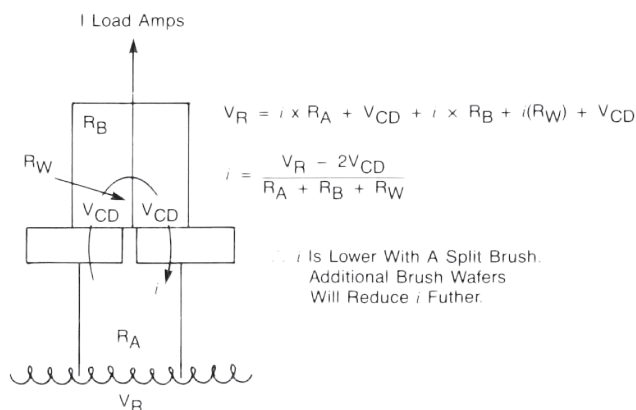 I Load Amps
R_B
V_R = i x R_A + V_CD + i x R_B + i(R_W) + V_CD
R_W
i = V_R - 2V_CD / R_A + R_B + R_W
V_CD V_CD
∴ i Is Lower With A Split Brush.
Additional Brush Wafers
i
Will Reduce i Futher.
R_A
V_R